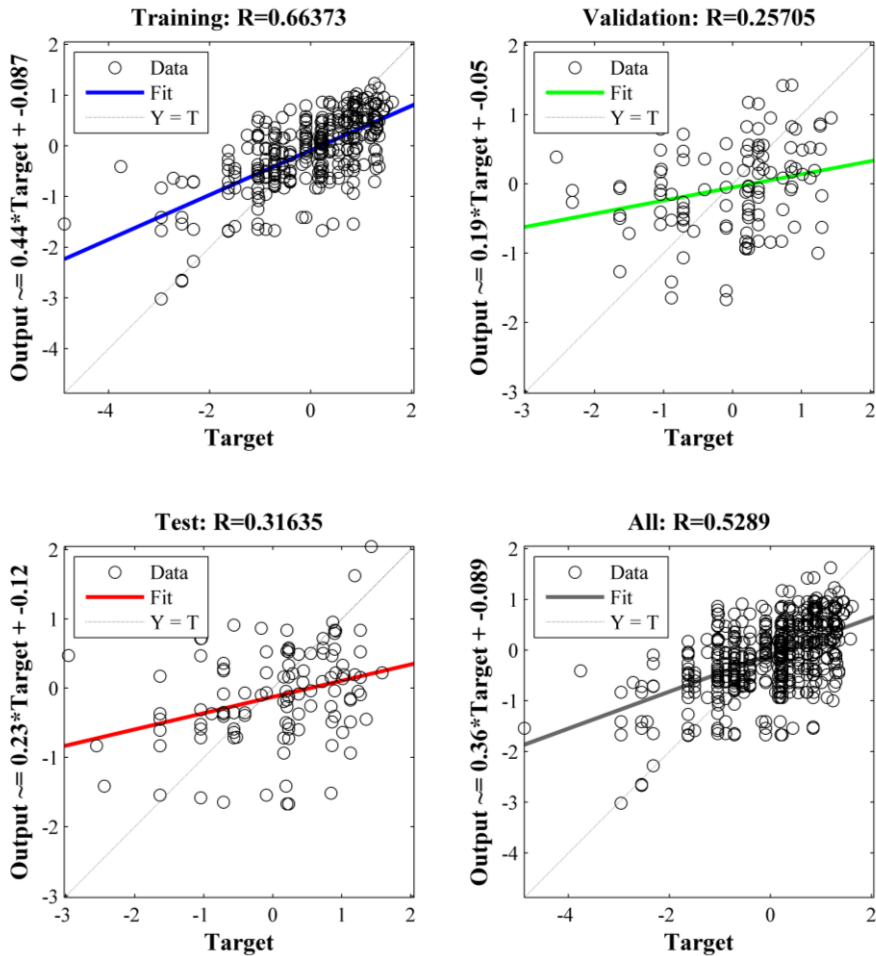 Training: R=0.66373
Output ~= 0.44*Target + -0.087
2
1
0
-1
-2
-3
-4
Data
Fit
Y = T
-4
-2
0
2
Target
Validation: R=0.25705
Output ~= 0.19*Target + -0.05
2
1
0
-1
-2
-3
Data
Fit
Y = T
-3
-2
-1
0
1
2
Target
Test: R=0.31635
Output ~= 0.23*Target + -0.12
2
1
0
-1
-2
-3
Data
Fit
Y = T
-3
-2
-1
0
1
2
Target
All: R=0.5289
Output ~= 0.36*Target + -0.089
2
1
0
-1
-2
-3
-4
Data
Fit
Y = T
-4
-2
0
2
Target